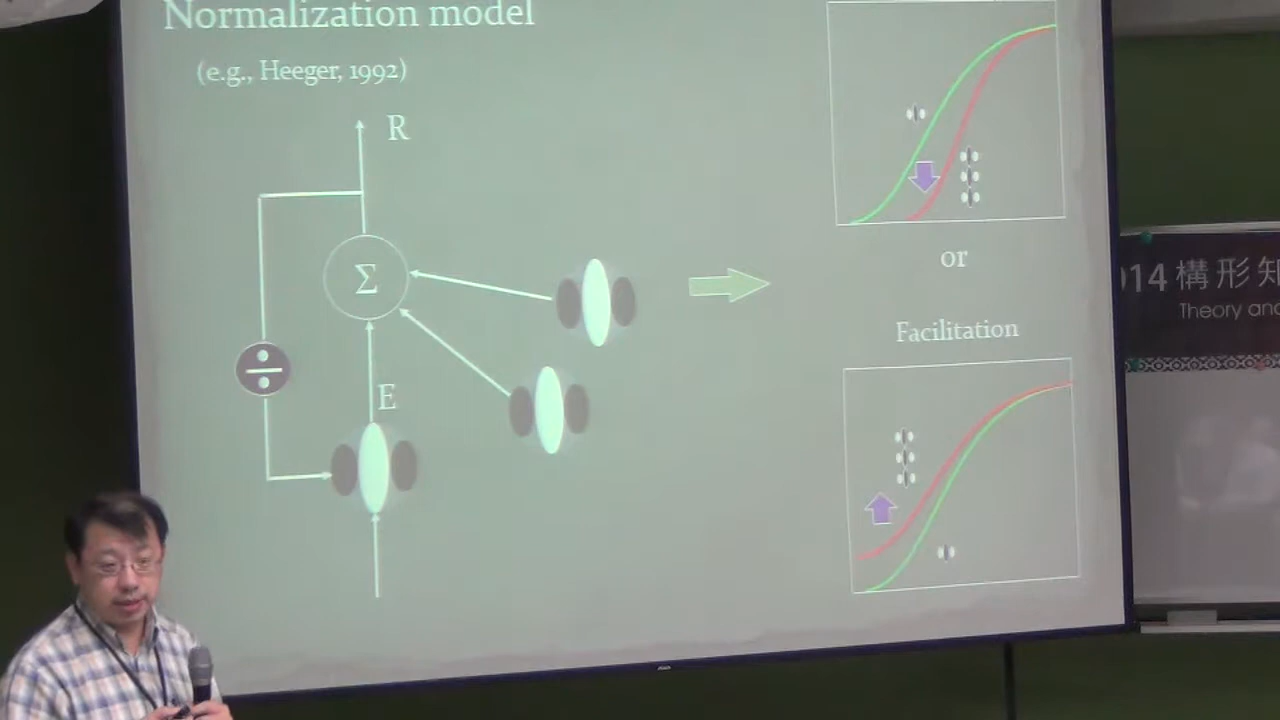 Normalization model
(e.g., Heeger, 1992)
R
Σ
÷
E
or
Facilitation
014 構形知
Theory and